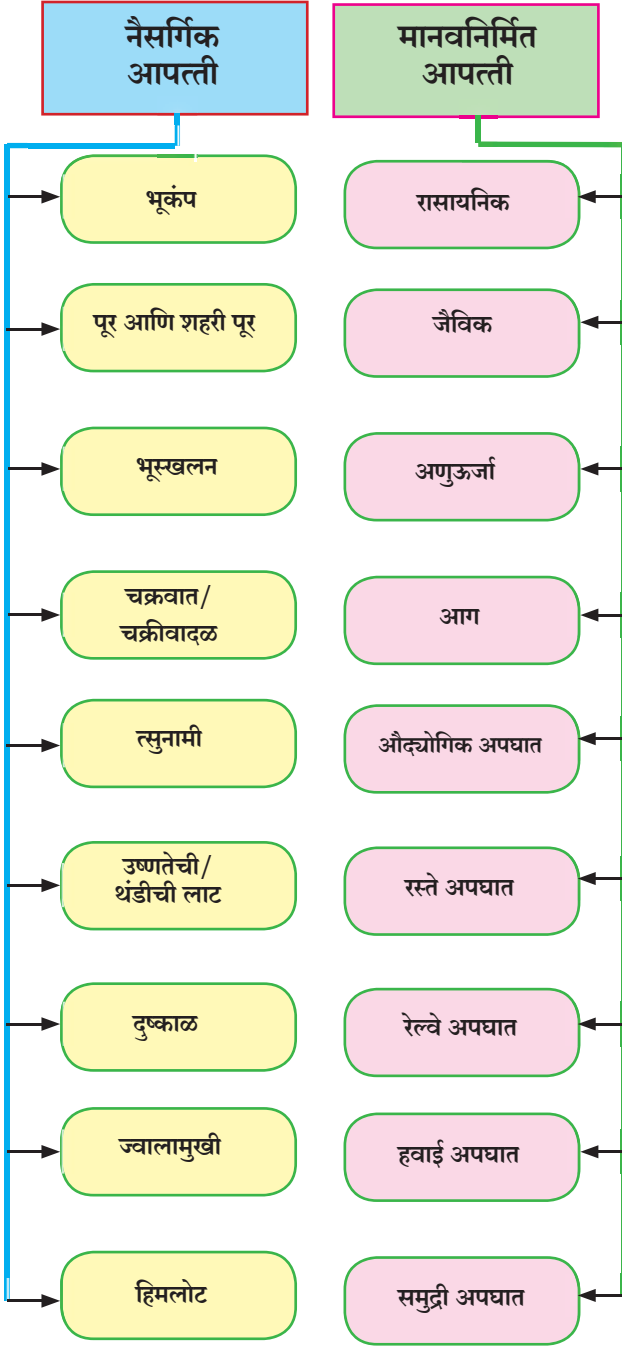 नैसर्गिक
आपत्ती
भूकंप
पूर आणि शहरी पूर
भूस्खलन
चक्रवात/
चक्रीवादळ
त्सुनामी
उष्णतेची/
थंडीची लाट
दुष्काळ
ज्वालामुखी
हिमलोट
मानवनिर्मित
आपत्ती
रासायनिक
जैविक
अणुऊर्जा
आग
औद्योगिक अपघात
रस्ते अपघात
रेल्वे अपघात
हवाई अपघात
समुद्री अपघात